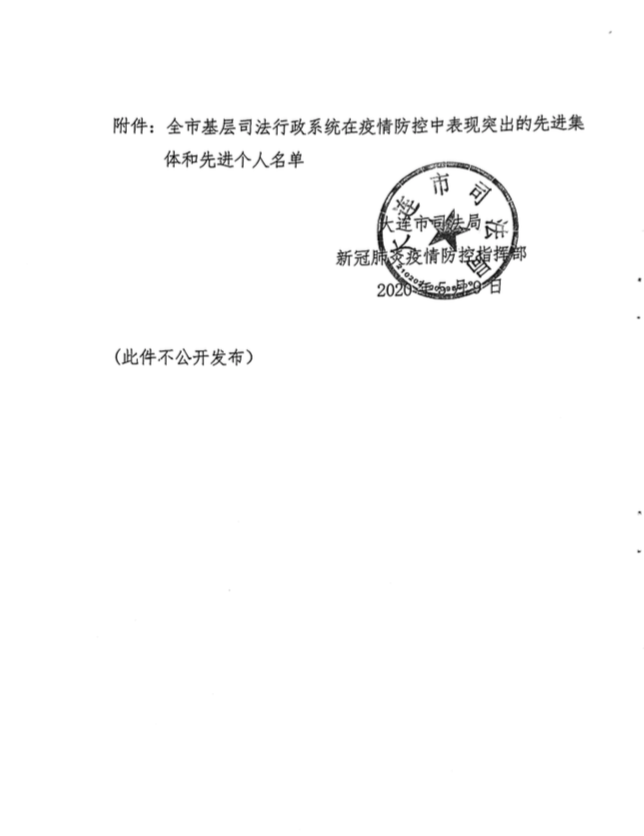 附件：全市基层司法行政系统在疫情防控中表现突出的先进集
体和先进个人名单
大连市司法局
大连市司法局
新冠肺炎疫情防控指挥部
2020年5月9日
(此件不公开发布)